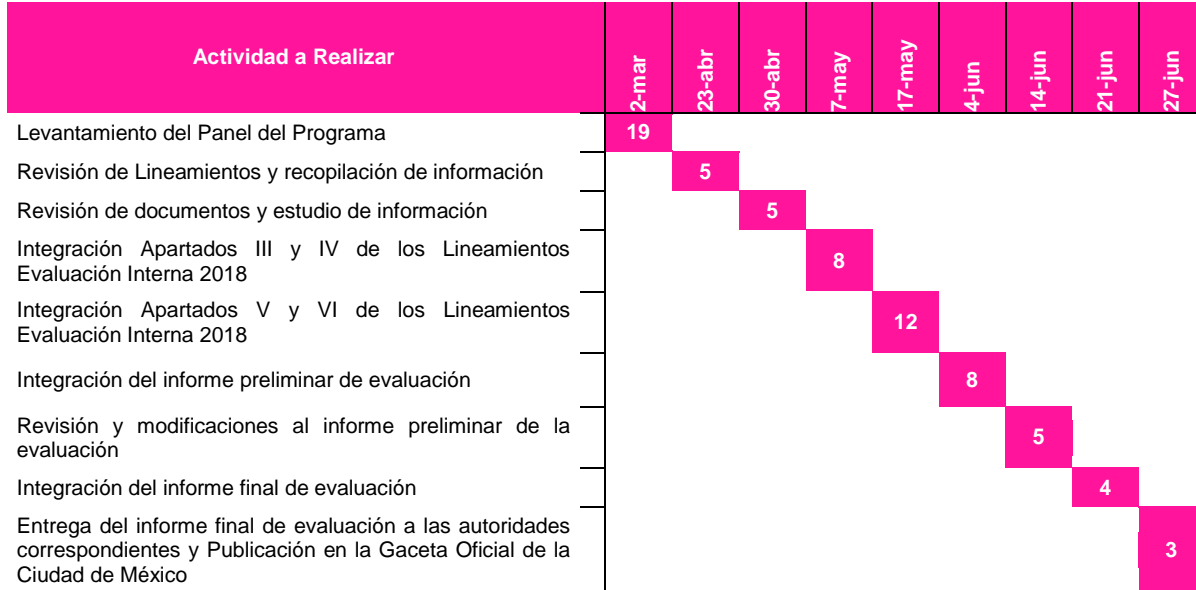 Actividad a Realizar
2-mar
23-abr
30-abr
7-may
17-may
4-jun
14-jun
21-jun
27-jun
Levantamiento del Panel del Programa
19
Revisión de Lineamientos y recopilación de información
5
Revisión de documentos y estudio de información
5
Integración Apartados III y IV de los Lineamientos
Evaluación Interna 2018
8
Integración Apartados V y VI de los Lineamientos
Evaluación Interna 2018
12
Integración del informe preliminar de evaluación
8
Revisión y modificaciones al informe preliminar de la
evaluación
5
Integración del informe final de evaluación
4
Entrega del informe final de evaluación a las autoridades
correspondientes y Publicación en la Gaceta Oficial de la
Ciudad de México
3